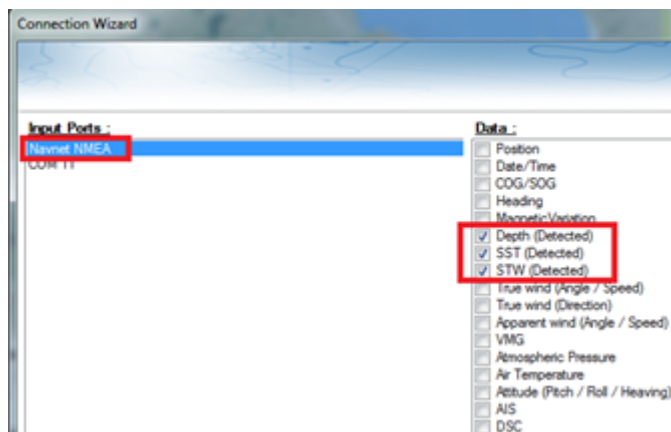 Connection Wizard
Input Ports :
Navnet NMEA
COM 11
Data :
Position
Date/Time
COG/SOG
Heading
Magnetic Variation
Depth (Detected)
SST (Detected)
STW (Detected)
True wind (Angle / Speed)
True wind (Direction)
Apparent wind (Angle / Speed)
VMG
Atmospheric Pressure
Air Temperature
Attitude (Pitch / Roll / Heaving)
AIS
DSC